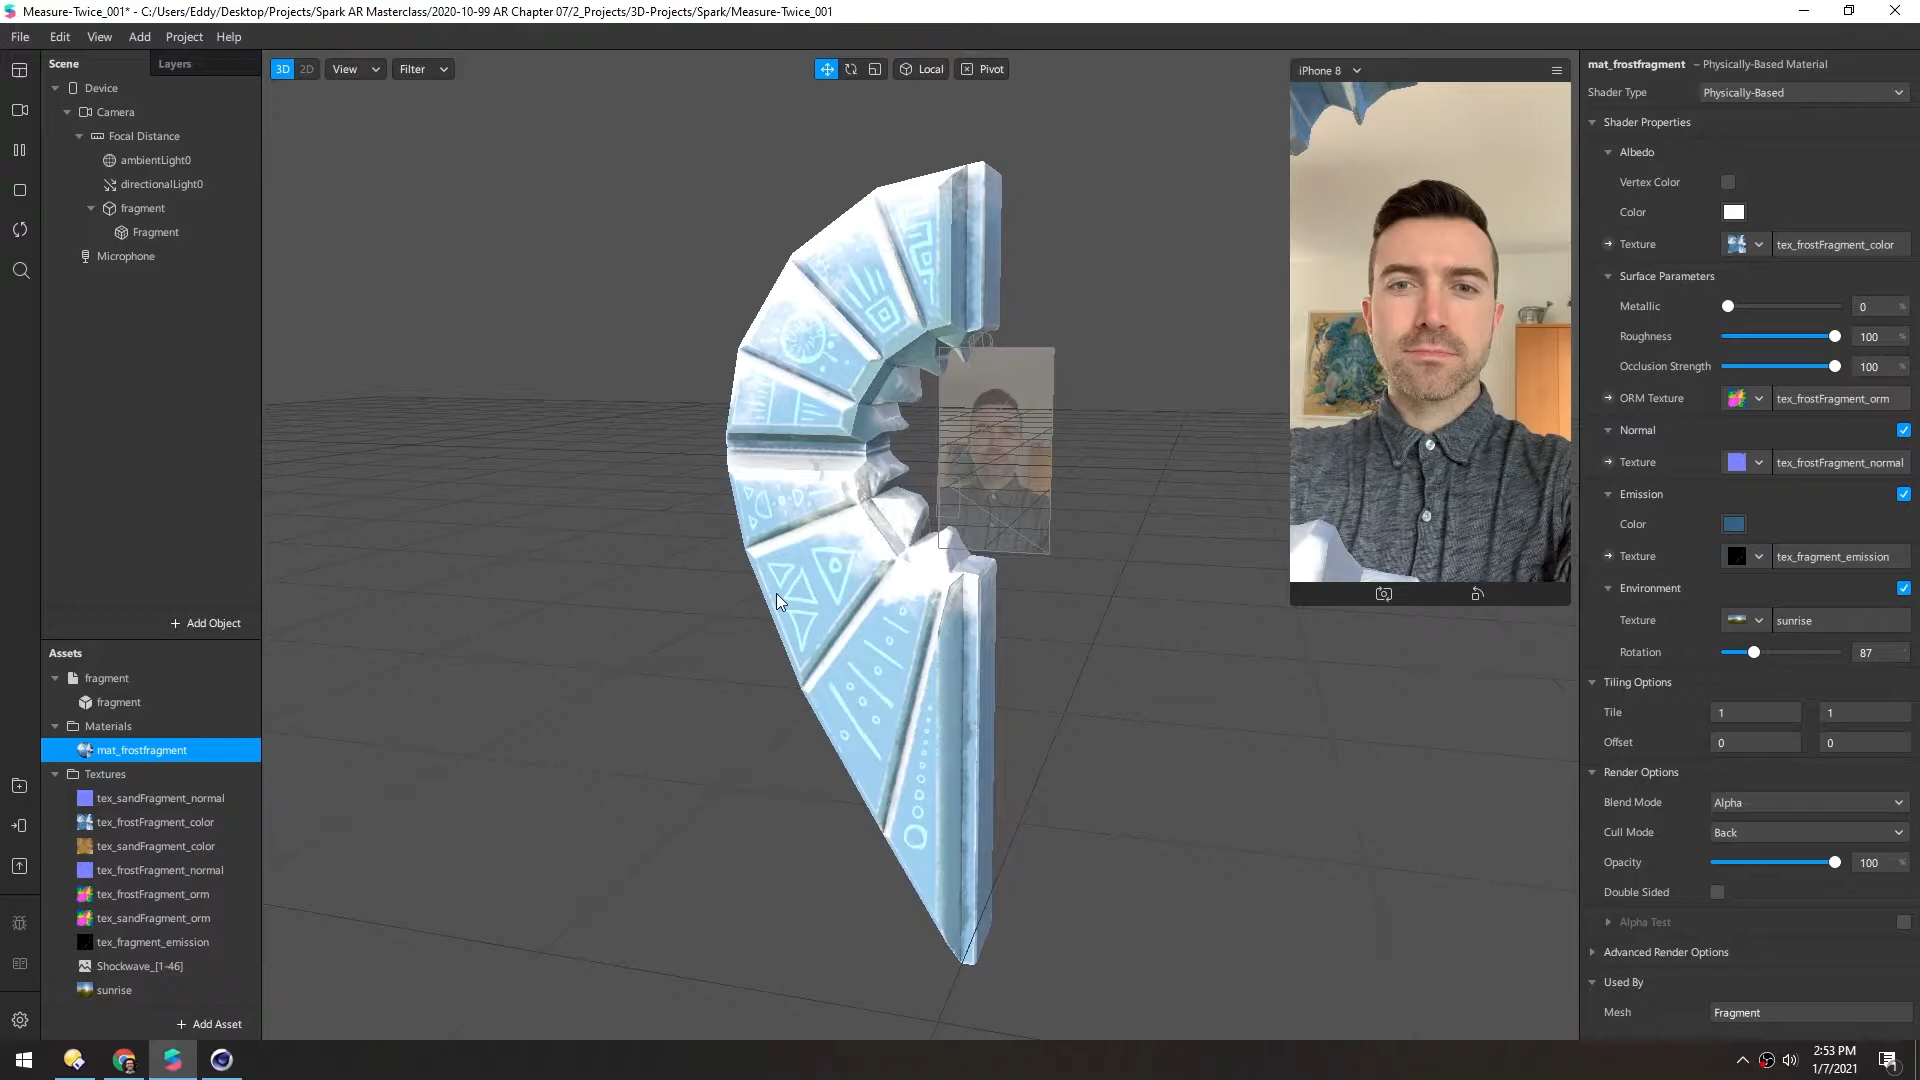 Measure-Twice_001* - C:/Users/Eddy/Desktop/Projects/Spark AR Masterclass/2020-10-99 AR Chapter 07/2_Projects/3D-Projects/Spark/Measure-Twice_001
File Edit View Add Project Help
Scene Layers
Device
Camera
Focal Distance
ambientLight0
directionalLight0
fragment
Fragment
Microphone
+ Add Object
Assets
fragment
fragment
Materials
mat_frostfragment
Textures
tex_sandFragment_normal
tex_frostFragment_color
tex_sandFragment_color
tex_frostFragment_normal
tex_frostFragment_orm
tex_sandFragment_orm
tex_fragment_emission
Shockwave_[1-46]
sunrise
+ Add Asset
3D 2D View Filter Local Pivot
iPhone 8
mat_frostfragment – Physically-Based Material
Shader Type Physically-Based
Shader Properties
Albedo
Vertex Color
Color
Texture tex_frostFragment_color
Surface Parameters
Metallic 0 %
Roughness 100 %
Occlusion Strength 100 %
ORM Texture tex_frostFragment_orm
Normal
Texture tex_frostFragment_normal
Emission
Color
Texture tex_fragment_emission
Environment
Texture sunrise
Rotation 87 °
Tiling Options
Tile 1 1
Offset 0 0
Render Options
Blend Mode Alpha
Cull Mode Back
Opacity 100 %
Double Sided
Alpha Test
Advanced Render Options
Used By
Mesh Fragment
2:53 PM
1/7/2021
1